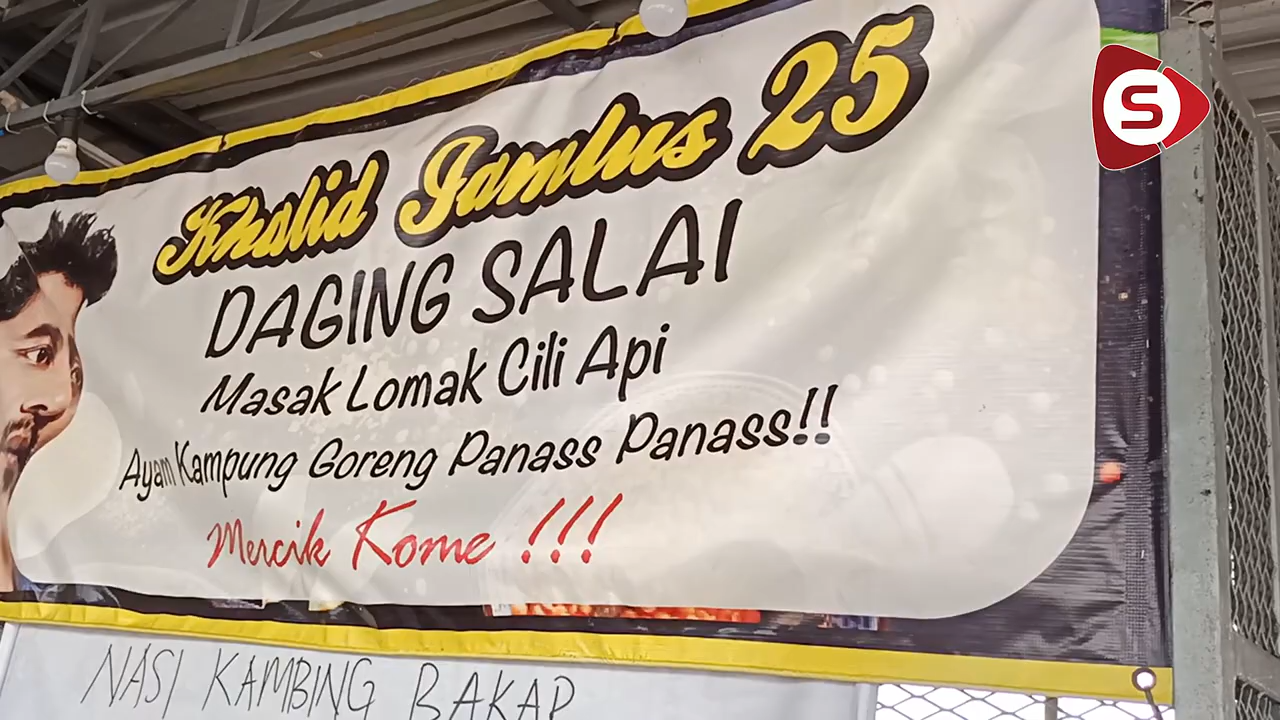 Khalid Jamlus 25
DAGING SALAI
Masak Lomak Cili Api
Ayam Kampung Goreng Panass Panass!!
Mercik Kome !!!
NASI KAMBING BAKAR
S